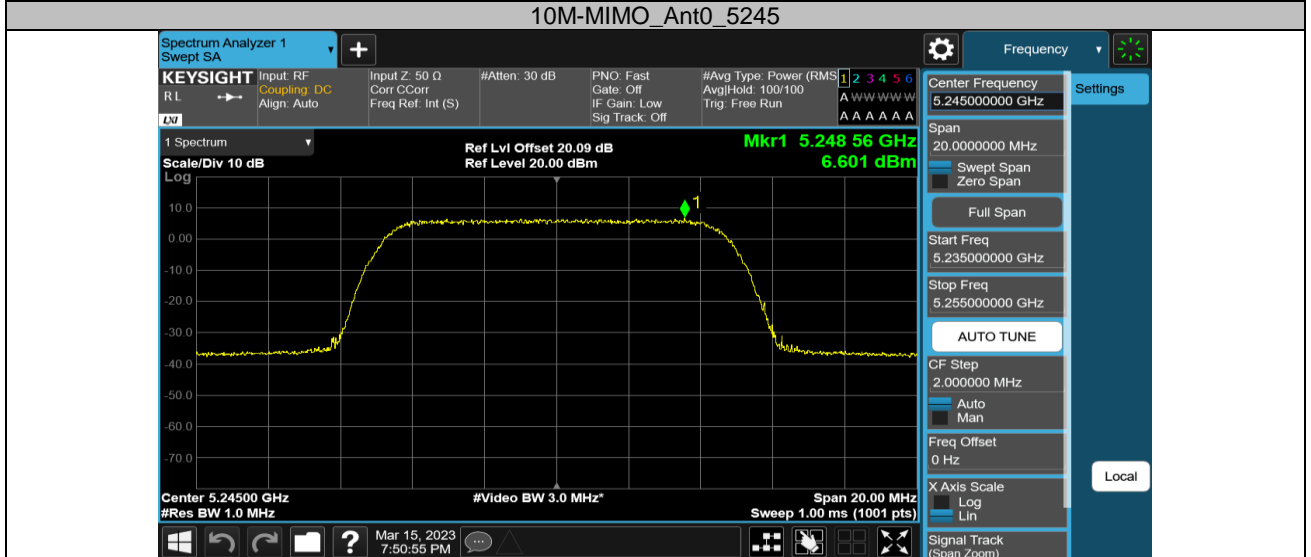 10M-MIMO_Ant0_5245
Spectrum Analyzer 1
Swept SA
Frequency
KEYSIGHT
RL
LXI
Input: RF
Coupling: DC
Align: Auto
Input Z: 50 Ω
Corr CCorr
Freq Ref: Int (S)
#Atten: 30 dB
PNO: Fast
Gate: Off
IF Gain: Low
Sig Track: Off
#Avg Type: Power (RMS
Avg|Hold: 100/100
Trig: Free Run
1 2 3 4 5 6
A W W W W W
A A A A A A
1 Spectrum
Scale/Div 10 dB
Log
Ref Lvl Offset 20.09 dB
Ref Level 20.00 dBm
Mkr1 5.248 56 GHz
6.601 dBm
1
10.0
0.00
-10.0
-20.0
-30.0
-40.0
-50.0
-60.0
-70.0
Center 5.24500 GHz
#Res BW 1.0 MHz
#Video BW 3.0 MHz*
Span 20.00 MHz
Sweep 1.00 ms (1001 pts)
Mar 15, 2023
7:50:55 PM
Center Frequency
5.245000000 GHz
Settings
Span
20.0000000 MHz
Swept Span
Zero Span
Full Span
Start Freq
5.235000000 GHz
Stop Freq
5.255000000 GHz
AUTO TUNE
CF Step
2.000000 MHz
Auto
Man
Freq Offset
0 Hz
X Axis Scale
Log
Lin
Local
Signal Track
(Span Zoom)